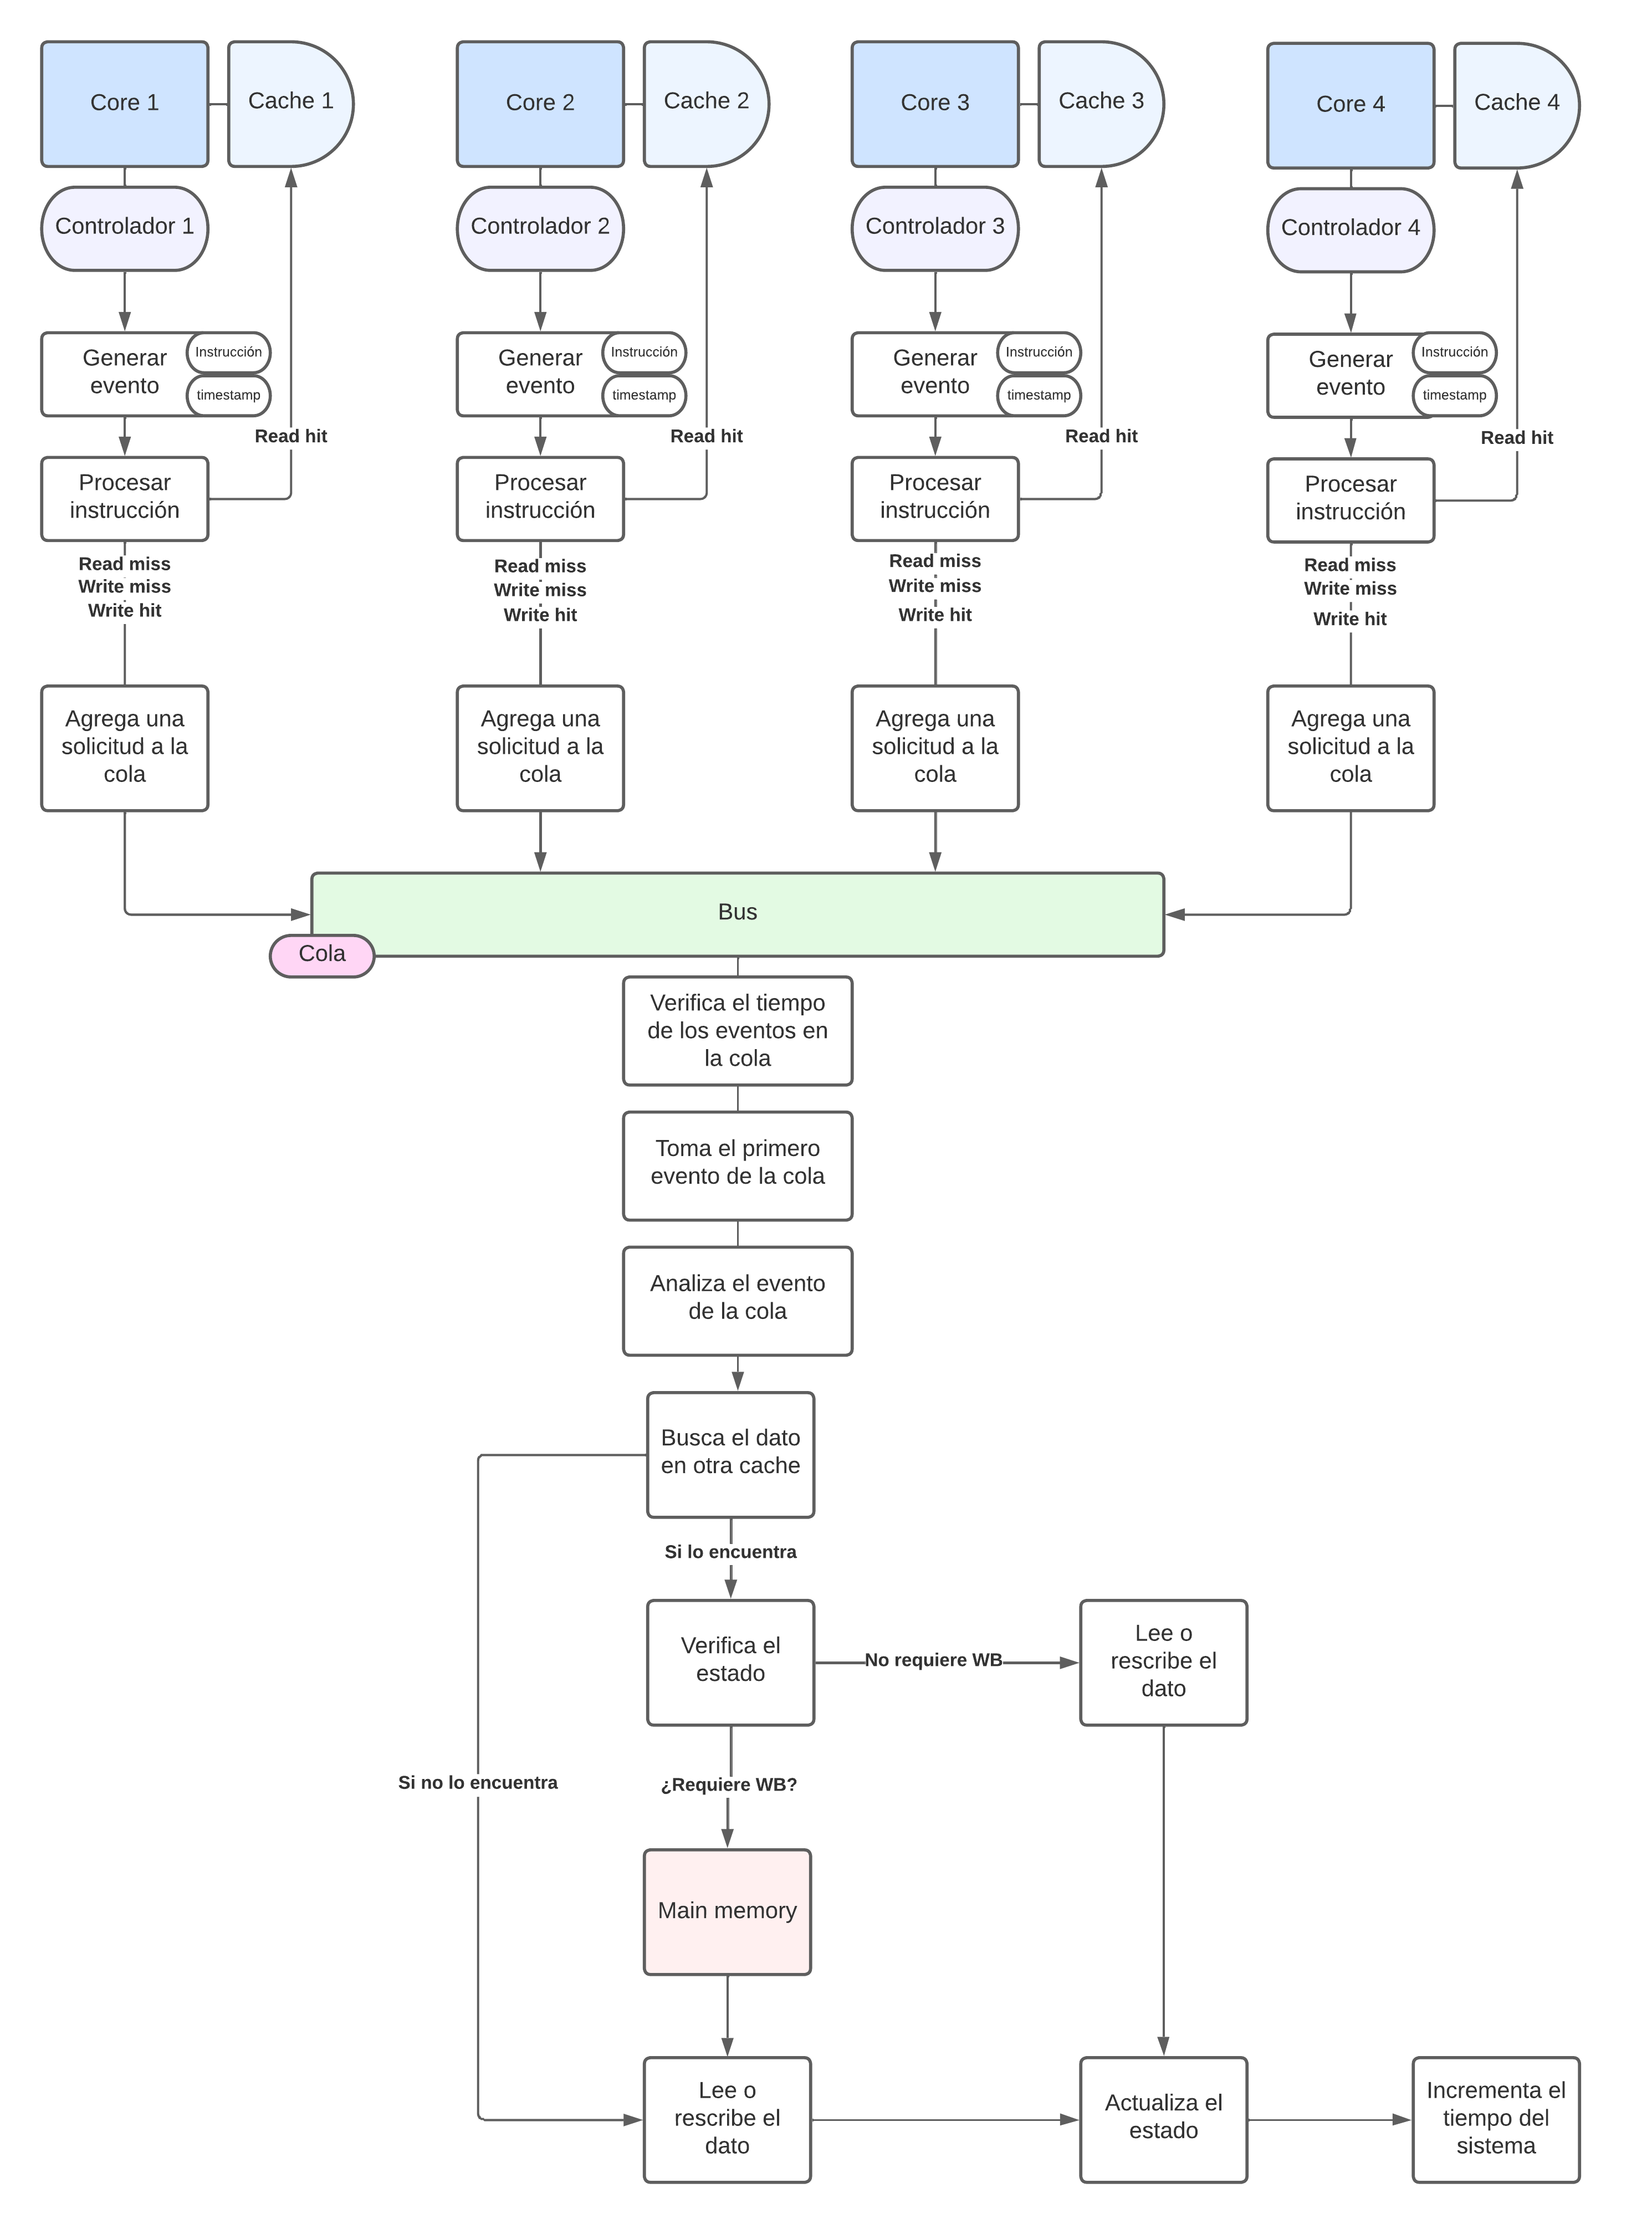 Core 1
Cache 1
Core 2
Cache 2
Core 3
Cache 3
Core 4
Cache 4
Controlador 1
Controlador 2
Controlador 3
Controlador 4
Generar
evento
Instrucción
timestamp
Generar
evento
Instrucción
timestamp
Generar
evento
Instrucción
timestamp
Generar
evento
Instrucción
timestamp
Read hit
Read hit
Read hit
Read hit
Procesar
instrucción
Procesar
instrucción
Procesar
instrucción
Procesar
instrucción
Read miss
Write miss
Write hit
Read miss
Write miss
Write hit
Read miss
Write miss
Write hit
Read miss
Write miss
Write hit
Agrega una
solicitud a la
cola
Agrega una
solicitud a la
cola
Agrega una
solicitud a la
cola
Agrega una
solicitud a la
cola
Bus
Cola
Verifica el tiempo
de los eventos en
la cola
Toma el primero
evento de la cola
Analiza el evento
de la cola
Busca el dato
en otra cache
Si lo encuentra
Verifica el
estado
No requiere WB
Lee o
rescribe el
dato
Si no lo encuentra
¿Requiere WB?
Main memory
Lee o
rescribe el
dato
Actualiza el
estado
Incrementa el
tiempo del
sistema